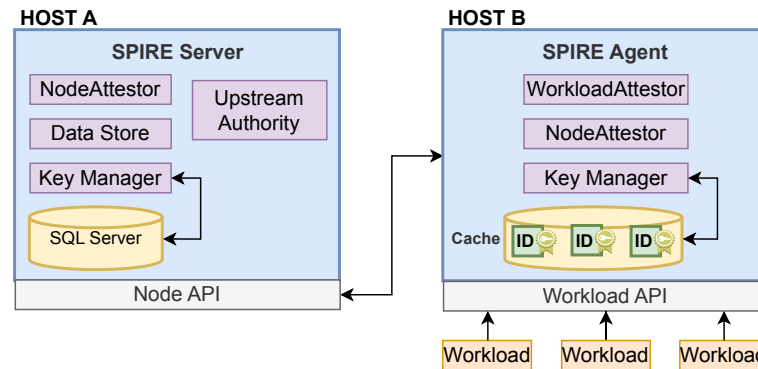 HOST A
SPIRE Server
NodeAttestor
Upstream
Authority
Data Store
Key Manager
SQL Server
Node API
HOST B
SPIRE Agent
WorkloadAttestor
NodeAttestor
Key Manager
Cache
ID
ID
ID
Workload API
Workload
Workload
Workload